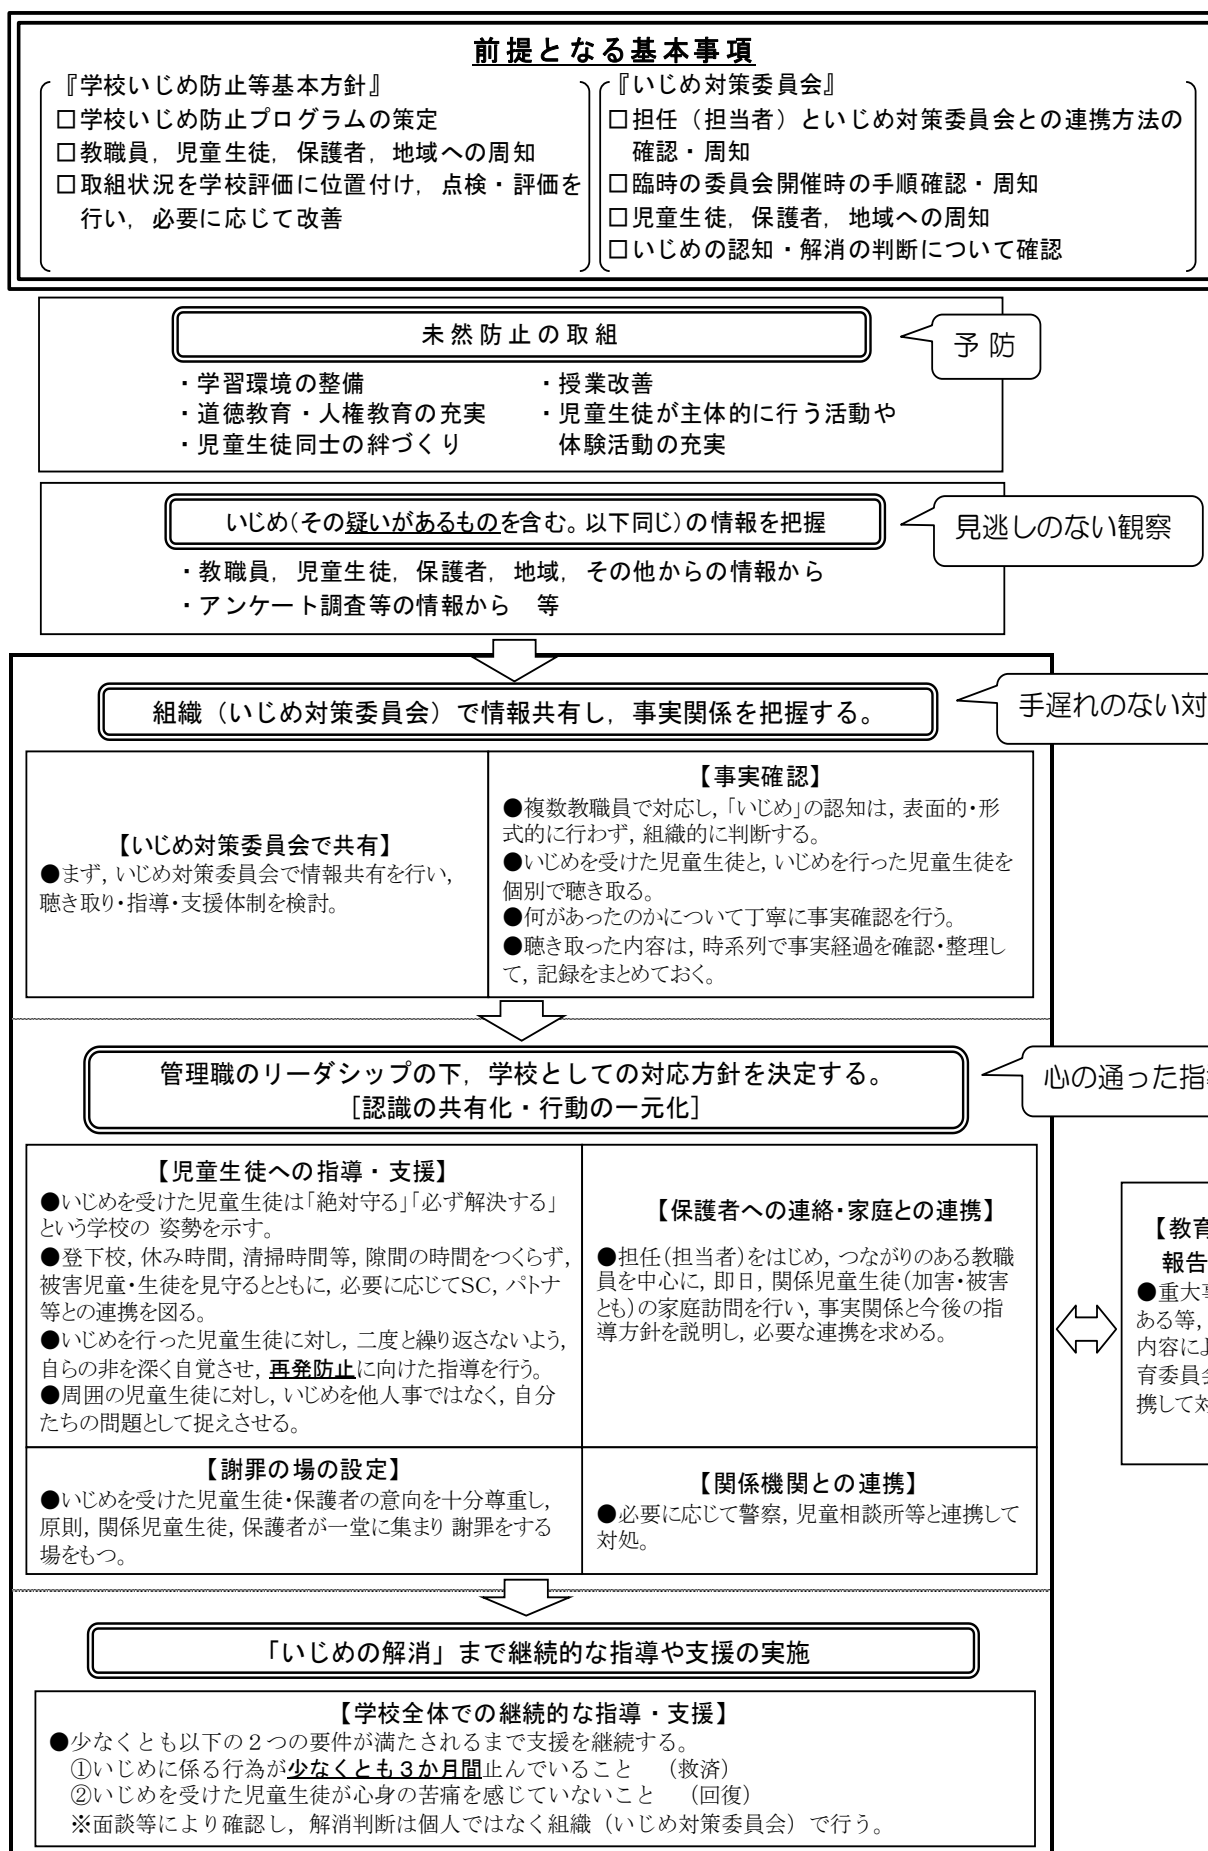 前提となる基本事項
『学校いじめ防止等基本方針』
□学校いじめ防止プログラムの策定
□教職員，児童生徒，保護者，地域への周知
□取組状況を学校評価に位置付け，点検・評価を
行い，必要に応じて改善
『いじめ対策委員会』
□担任（担当者）といじめ対策委員会との連携方法の
確認・周知
□臨時の委員会開催時の手順確認・周知
□児童生徒，保護者，地域への周知
□いじめの認知・解消の判断について確認
未然防止の取組
予防
・学習環境の整備
・道徳教育・人権教育の充実
・児童生徒同士の絆づくり
・授業改善
・児童生徒が主体的に行う活動や
体験活動の充実
いじめ（その疑いがあるものを含む。以下同じ）の情報を把握
見逃しのない観察
・教職員，児童生徒，保護者，地域，その他からの情報から
・アンケート調査等の情報から　等
組織（いじめ対策委員会）で情報共有し，事実関係を把握する。
手遅れのない対
【いじめ対策委員会で共有】
●まず，いじめ対策委員会で情報共有を行い，
聴き取り・指導・支援体制を検討。
【事実確認】
●複数教職員で対応し，「いじめ」の認知は，表面的・形
式的に行わず，組織的に判断する。
●いじめを受けた児童生徒と，いじめを行った児童生徒を
個別で聴き取る。
●何があったのかについて丁寧に事実確認を行う。
●聴き取った内容は，時系列で事実経過を確認・整理し
て，記録をまとめておく。
管理職のリーダシップの下，学校としての対応方針を決定する。
［認識の共有化・行動の一元化］
心の通った指
【児童生徒への指導・支援】
●いじめを受けた児童生徒は「絶対守る」「必ず解決する」
という学校の 姿勢を示す。
●登下校，休み時間，清掃時間等，隙間の時間をつくらず，
被害児童・生徒を見守るとともに，必要に応じてSC，パトナ
等との連携を図る。
●いじめを行った児童生徒に対し，二度と繰り返さないよう，
自らの非を深く自覚させ，再発防止に向けた指導を行う。
●周囲の児童生徒に対し，いじめを他人事ではなく，自分
たちの問題として捉えさせる。
【保護者への連絡・家庭との連携】
●担任（担当者）をはじめ，つながりのある教職
員を中心に，即日，関係児童生徒（加害・被害
とも）の家庭訪問を行い，事実関係と今後の指
導方針を説明し，必要な連携を求める。
【教育
報告
●重大事
ある等，
内容によ
育委員会
携して対
【謝罪の場の設定】
●いじめを受けた児童生徒・保護者の意向を十分尊重し，
原則，関係児童生徒，保護者が一堂に集まり 謝罪をする
場をもつ。
【関係機関との連携】
●必要に応じて警察，児童相談所等と連携して
対処。
「いじめの解消」まで継続的な指導や支援の実施
【学校全体での継続的な指導・支援】
●少なくとも以下の２つの要件が満たされるまで支援を継続する。
①いじめに係る行為が少なくとも３か月間止んでいること　（救済）
②いじめを受けた児童生徒が心身の苦痛を感じていないこと　（回復）
※面談等により確認し，解消判断は個人ではなく組織（いじめ対策委員会）で行う。